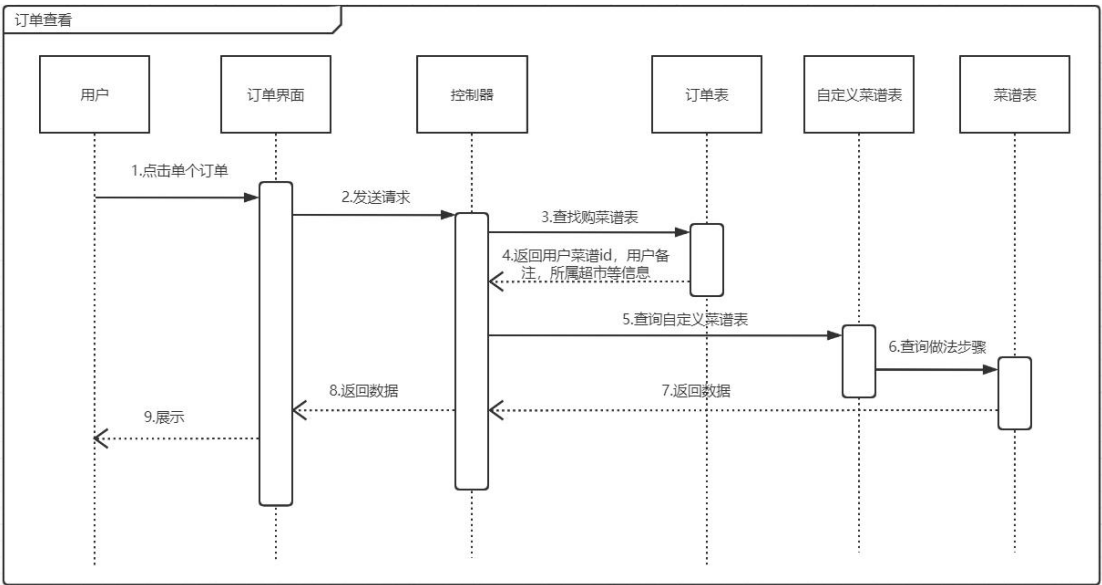 订单查看
用户
订单界面
控制器
订单表
自定义菜谱表
菜谱表
1.点击单个订单
2.发送请求
3.查找购菜谱表
4.返回用户菜谱id，用户备
注，所属超市等信息
5.查询自定义菜谱表
6.查询做法步骤
7.返回数据
8.返回数据
9.展示